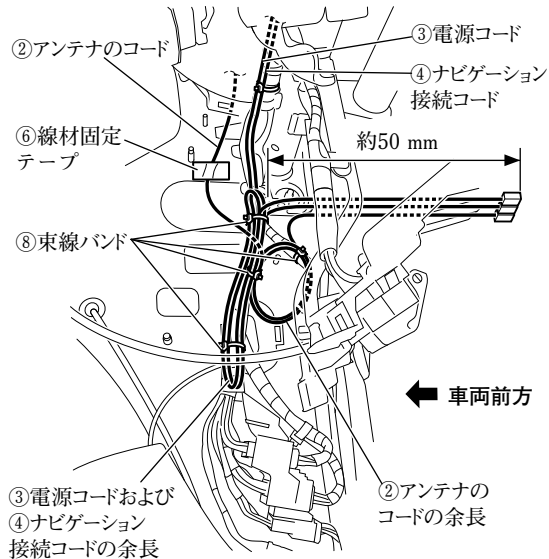 ②アンテナのコード
③電源コード
④ナビゲーション
接続コード
⑥線材固定
テープ
約50 mm
⑧束線バンド
車両前方
③電源コードおよび
④ナビゲーション
接続コードの余長
②アンテナの
コードの余長